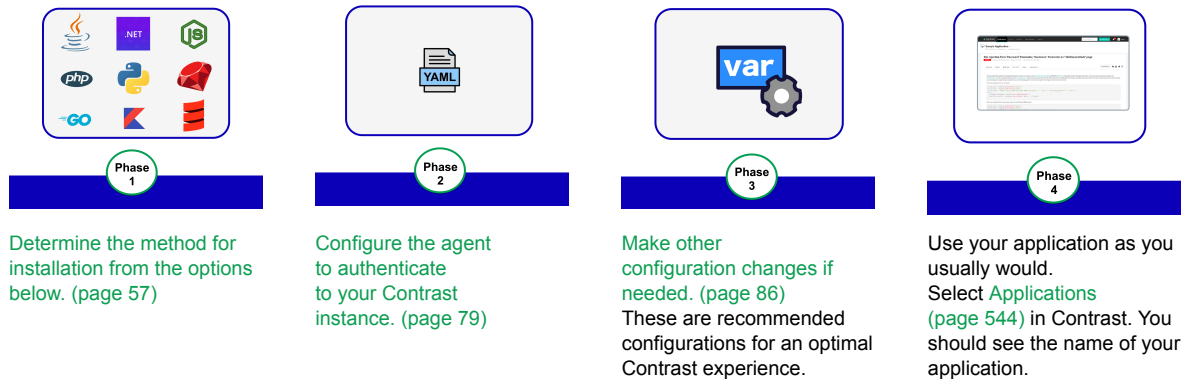 .NET
JS
php
GO
YAML
var
Phase
1
Phase
2
Phase
3
Phase
4
Determine the method for
installation from the options
below. (page 57)
Configure the agent
to authenticate
to your Contrast
instance. (page 79)
Make other
configuration changes if
needed. (page 86)
These are recommended
configurations for an optimal
Contrast experience.
Use your application as you
usually would.
Select Applications
(page 544) in Contrast. You
should see the name of your
application.